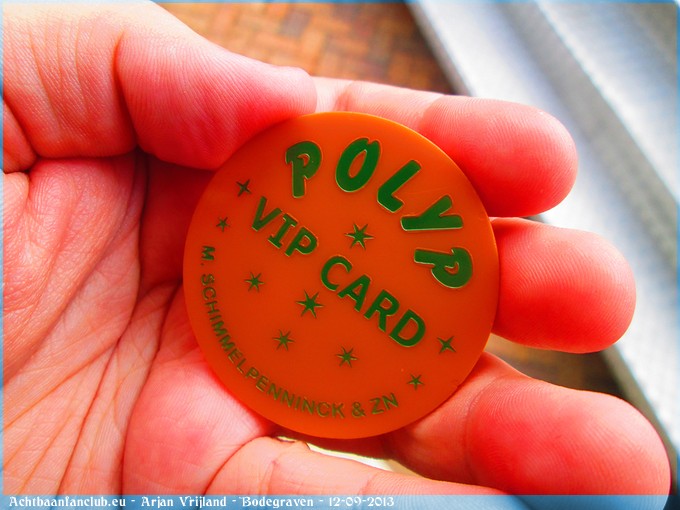 POLYP
VIP CARD
M. SCHIMMELPENNINCK & ZN
Achtbaanfanclub.eu - Arjan Vrijland - Bodegraven - 12-09-2013